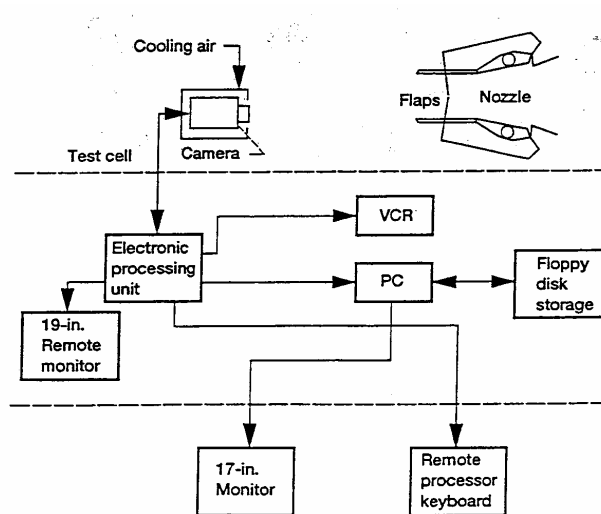 Cooling air
Flaps
Nozzle
Test cell
Camera
VCR
Electronic
processing
unit
PC
Floppy
disk
storage
19-in.
Remote
monitor
17-in.
Monitor
Remote
processor
keyboard